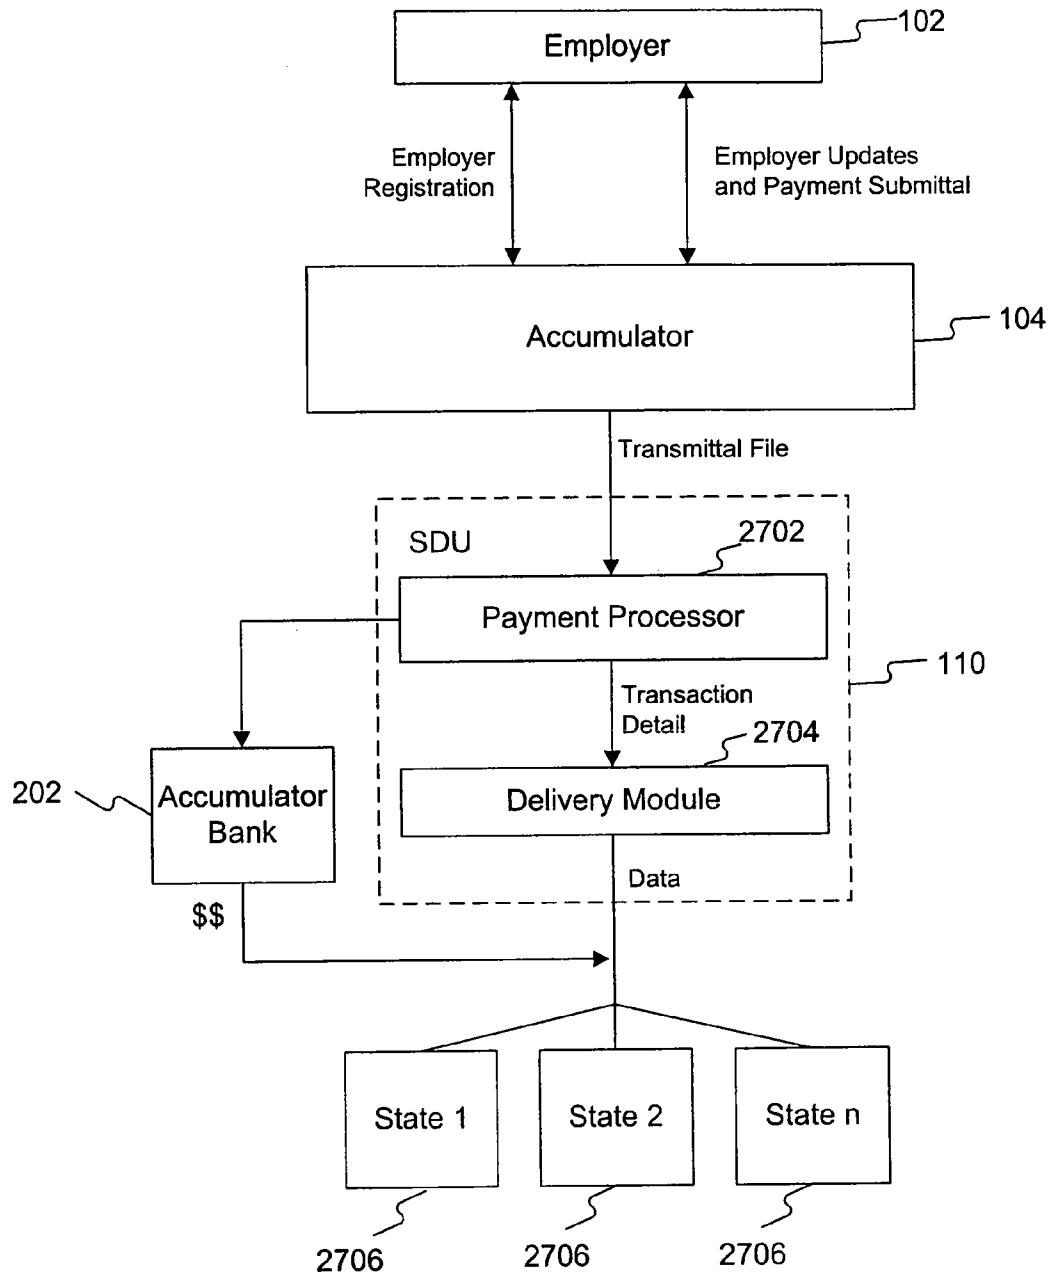 Employer
102
Employer
Registration
Employer Updates
and Payment Submittal
Accumulator
104
Transmittal File
SDU
2702
Payment Processor
110
Transaction
Detail
2704
202
Accumulator
Bank
Delivery Module
Data
$$
State 1
State 2
State n
2706
2706
2706